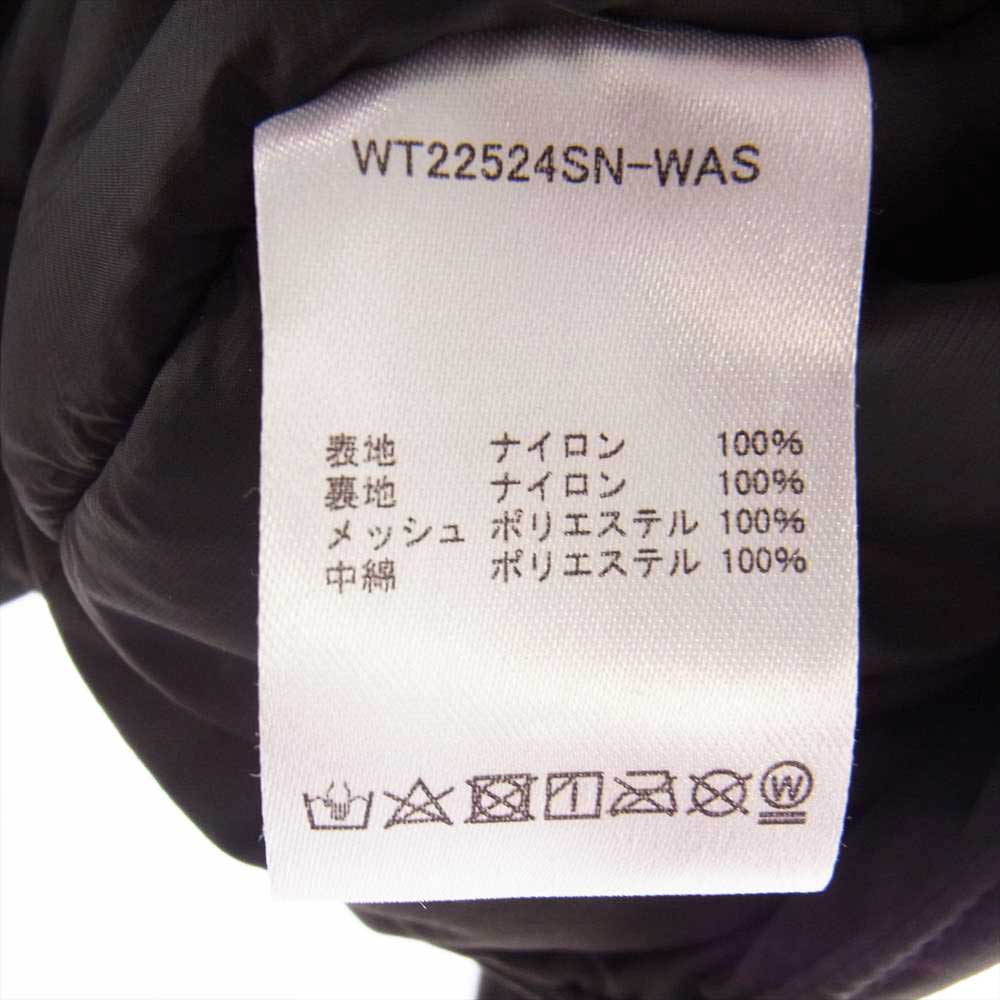 WT22524SN-WAS
表地 ナイロン 100%
裏地 ナイロン 100%
メッシュ ポリエステル 100%
中綿 ポリエステル 100%
W